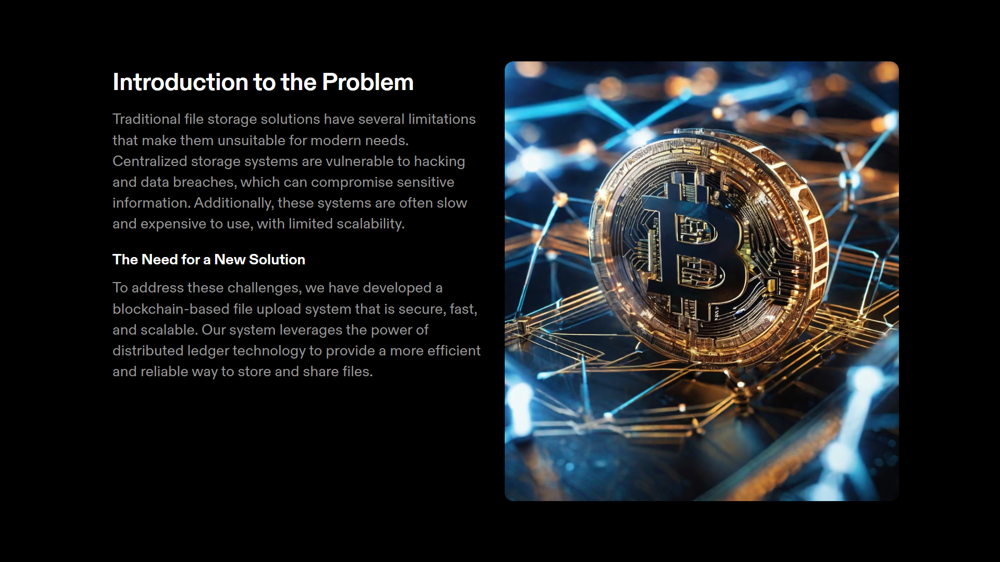 Introduction to the Problem
Traditional file storage solutions have several limitations
that make them unsuitable for modern needs.
Centralized storage systems are vulnerable to hacking
and data breaches, which can compromise sensitive
information. Additionally, these systems are often slow
and expensive to use, with limited scalability.
The Need for a New Solution
To address these challenges, we have developed a
blockchain-based file upload system that is secure, fast,
and scalable. Our system leverages the power of
distributed ledger technology to provide a more efficient
and reliable way to store and share files.